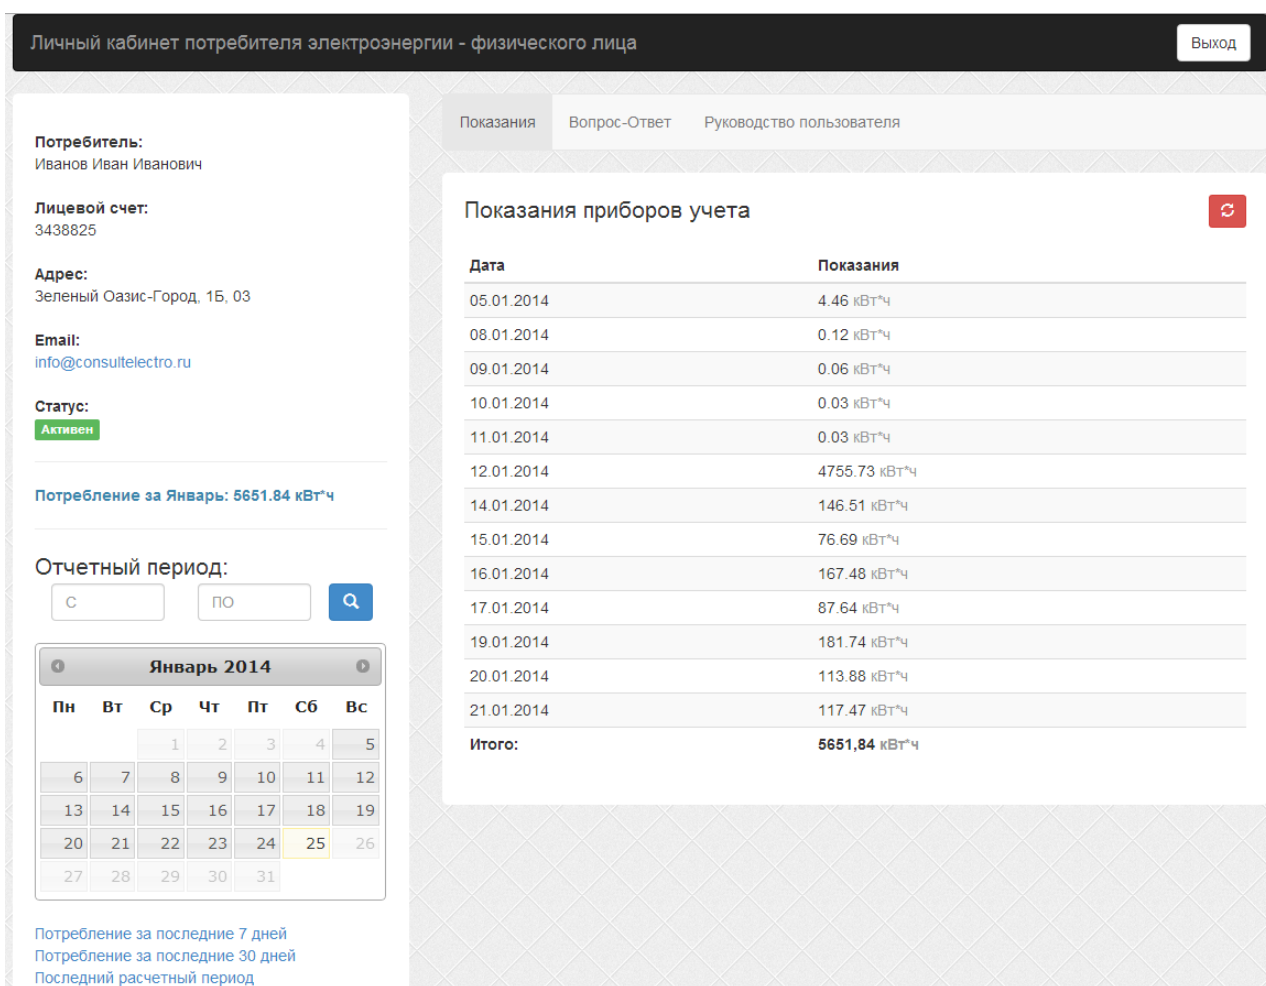 Личный кабинет потребителя электроэнергии - физического лица
Выход
Потребитель:
Иванов Иван Иванович
Лицевой счет:
3438825
Адрес:
Зеленый Оазис-Город, 1Б, 03
Email:
info@consultelectro.ru
Статус:
Активен
Потребление за Январь: 5651.84 кВт*ч
Отчетный период:
С ПО
Январь 2014
Пн Вт Ср Чт Пт Сб Вс
1 2 3 4 5
6 7 8 9 10 11 12
13 14 15 16 17 18 19
20 21 22 23 24 25 26
27 28 29 30 31
Потребление за последние 7 дней
Потребление за последние 30 дней
Последний расчетный период
Показания Вопрос-Ответ Руководство пользователя
Показания приборов учета
Дата Показания
05.01.2014 4.46 кВт*ч
08.01.2014 0.12 кВт*ч
09.01.2014 0.06 кВт*ч
10.01.2014 0.03 кВт*ч
11.01.2014 0.03 кВт*ч
12.01.2014 4755.73 кВт*ч
14.01.2014 146.51 кВт*ч
15.01.2014 76.69 кВт*ч
16.01.2014 167.48 кВт*ч
17.01.2014 87.64 кВт*ч
19.01.2014 181.74 кВт*ч
20.01.2014 113.88 кВт*ч
21.01.2014 117.47 кВт*ч
Итого: 5651,84 кВт*ч